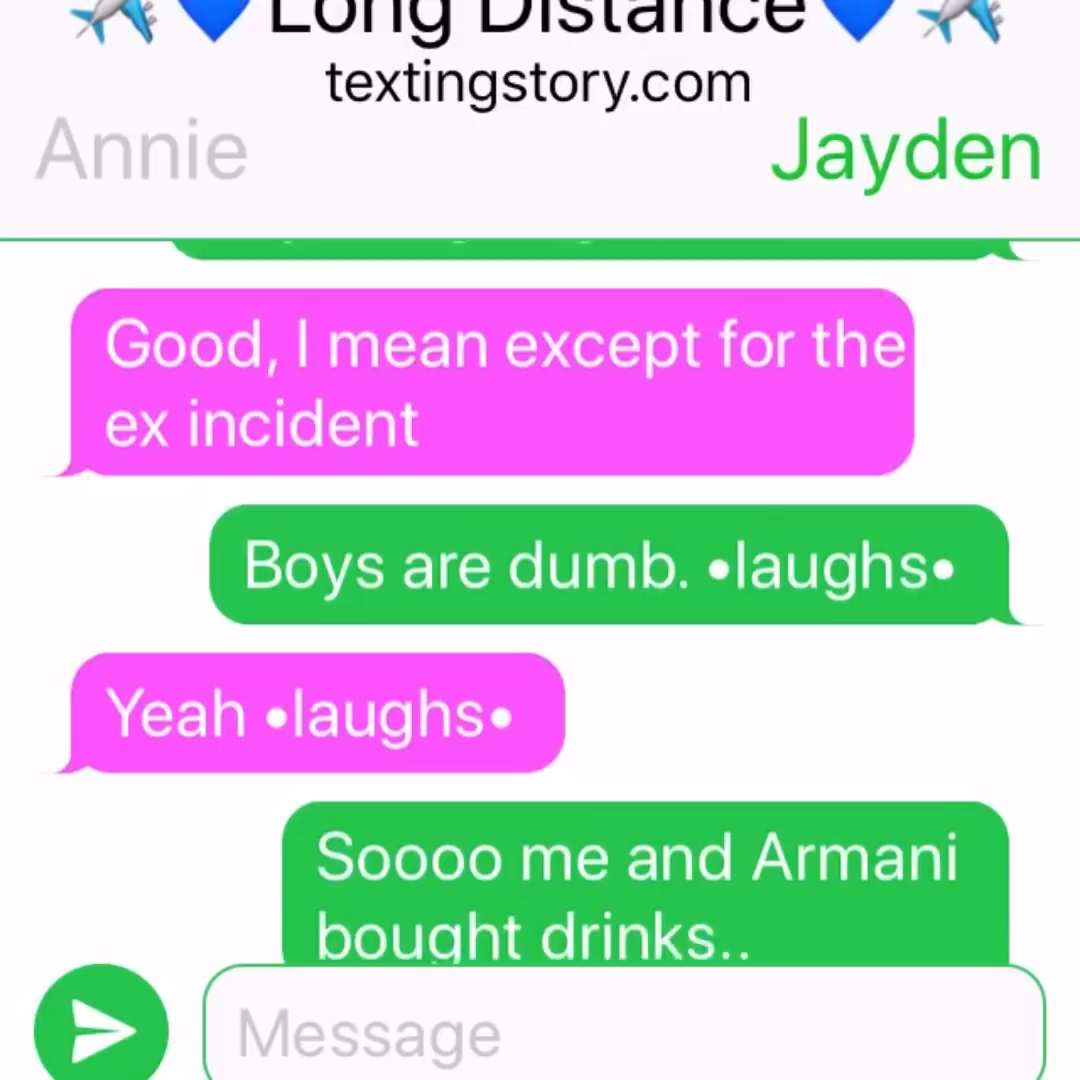 Long Distance
textingstory.com
Annie
Jayden
Good, I mean except for the
ex incident
Boys are dumb. •laughs•
Yeah •laughs•
Soooo me and Armani
bought drinks..
Message